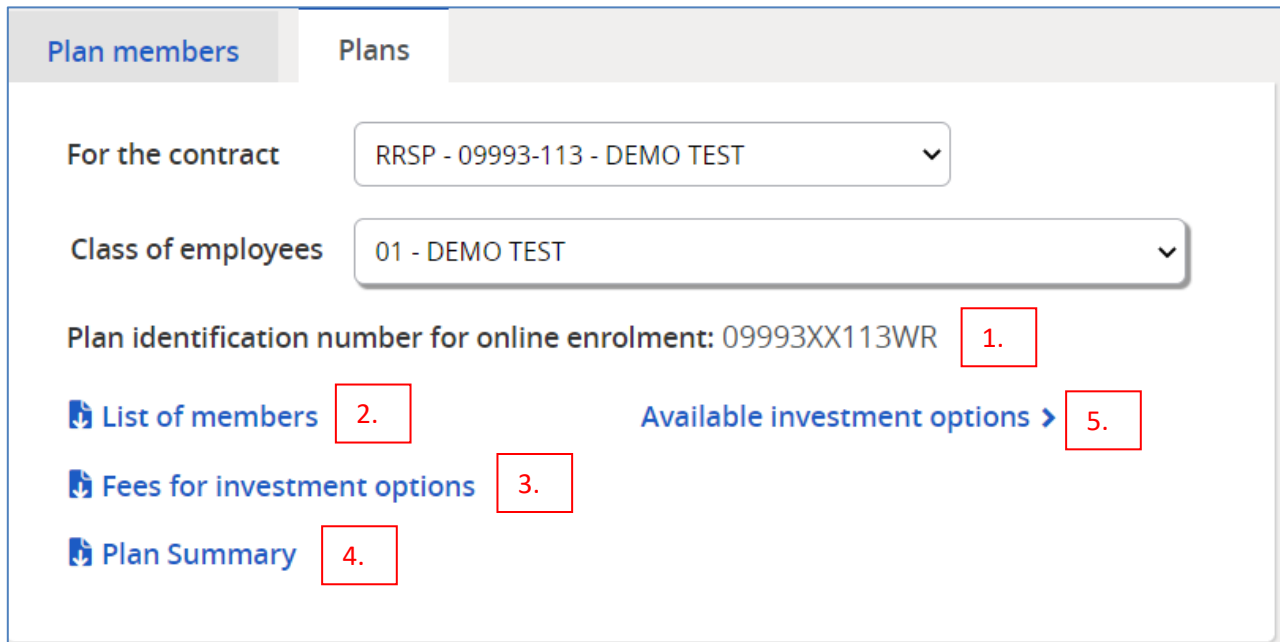 Plan members
Plans
For the contract
RRSP - 09993-113 - DEMO TEST
Class of employees
01 - DEMO TEST
Plan identification number for online enrolment: 09993XX113WR
1.
List of members
2.
Available investment options
5.
Fees for investment options
3.
Plan Summary
4.